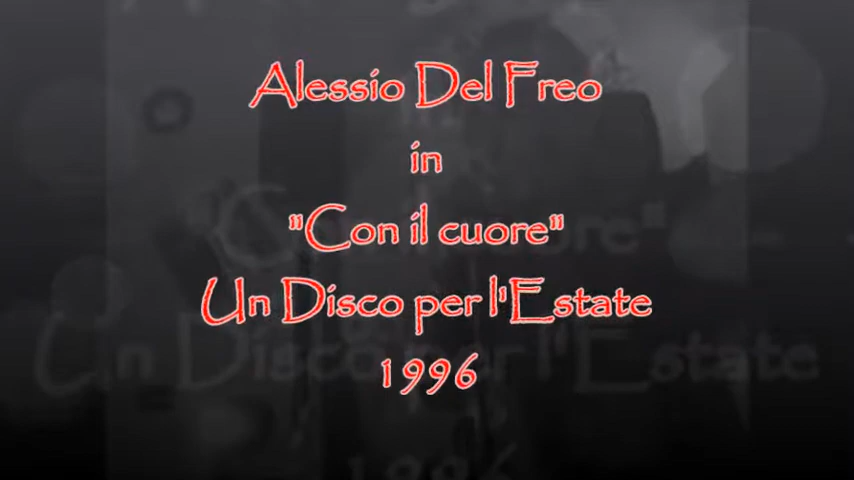 Alessio Del Freo
in
"Con il cuore"
Un Disco per l'Estate
1996